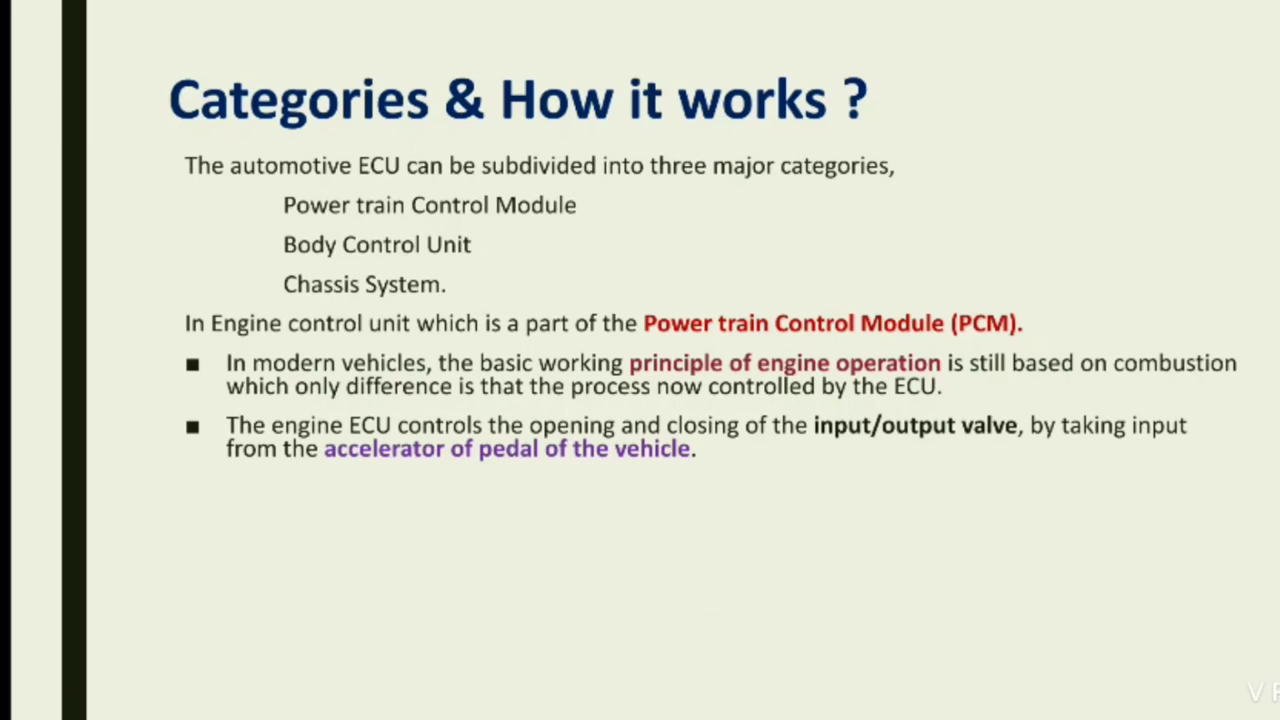 Categories & How it works ?
The automotive ECU can be subdivided into three major categories,
Power train Control Module
Body Control Unit
Chassis System.
In Engine control unit which is a part of the Power train Control Module (PCM).
■ In modern vehicles, the basic working principle of engine operation is still based on combustion
which only difference is that the process now controlled by the ECU.
■ The engine ECU controls the opening and closing of the input/output valve, by taking input
from the accelerator of pedal of the vehicle.